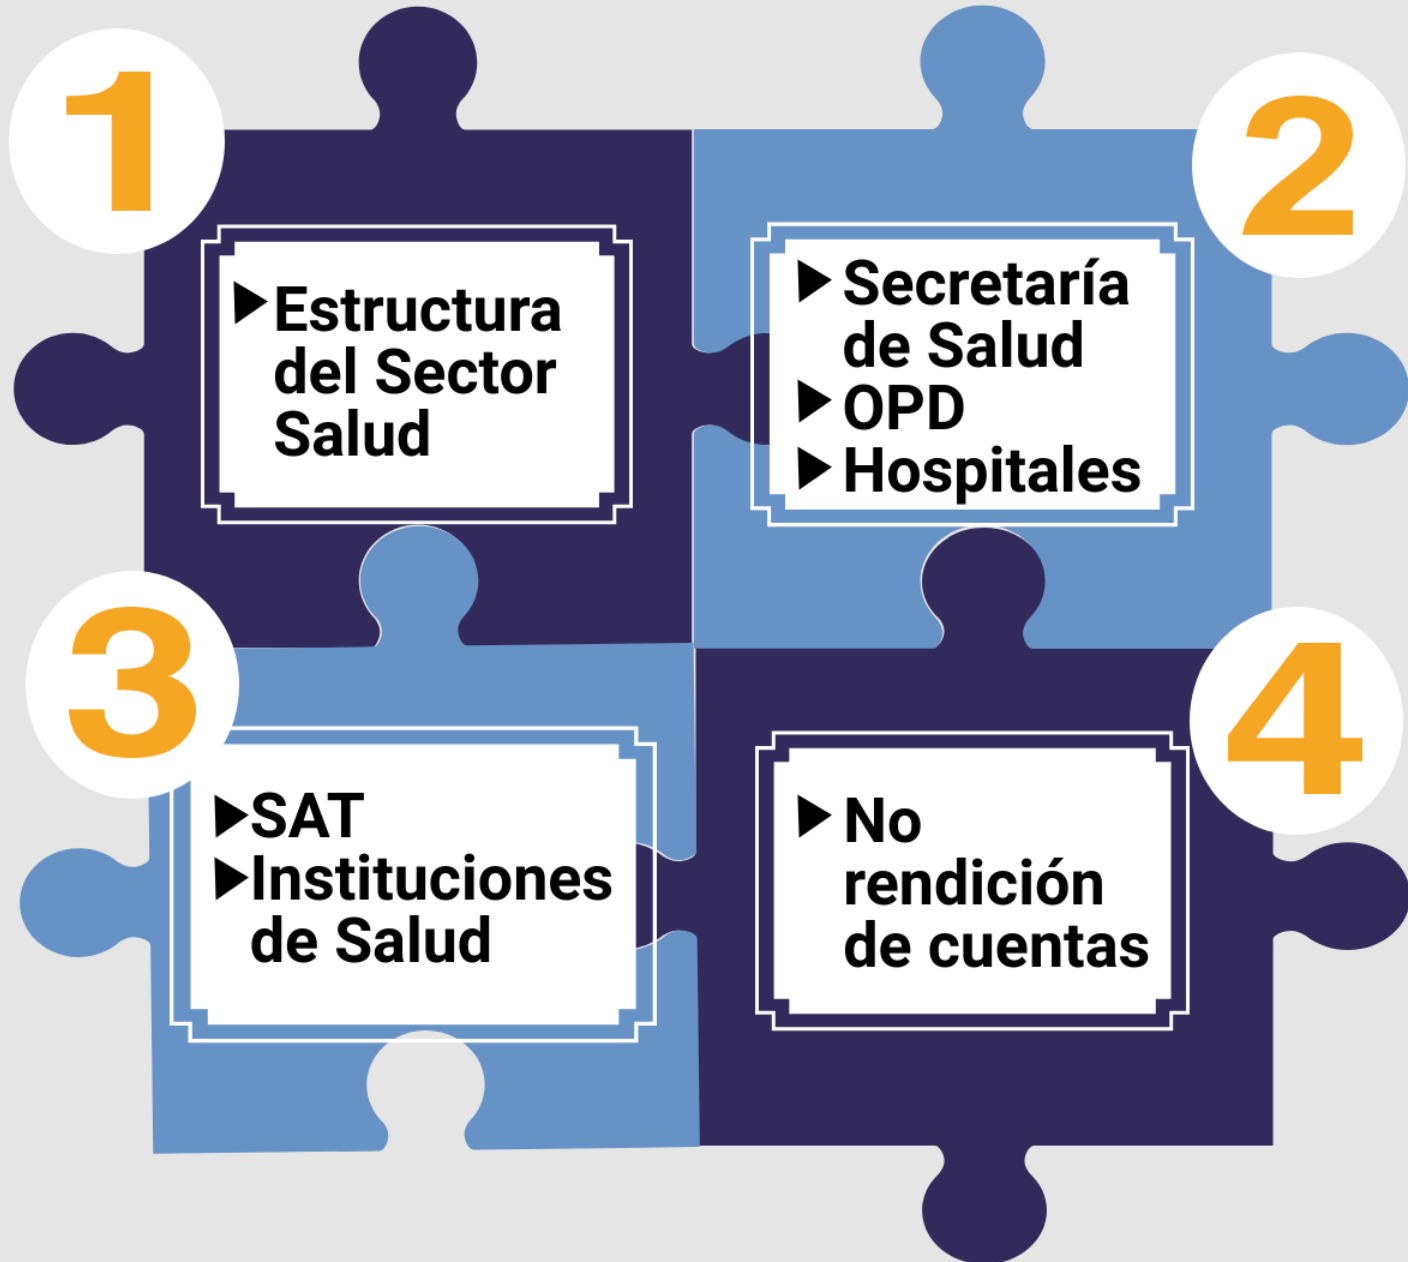 1
▶Estructura
del Sector
Salud
2
▶Secretaría
de Salud
▶OPD
▶Hospitales
3
▶SAT
▶Instituciones
de Salud
4
▶No
rendición
de cuentas